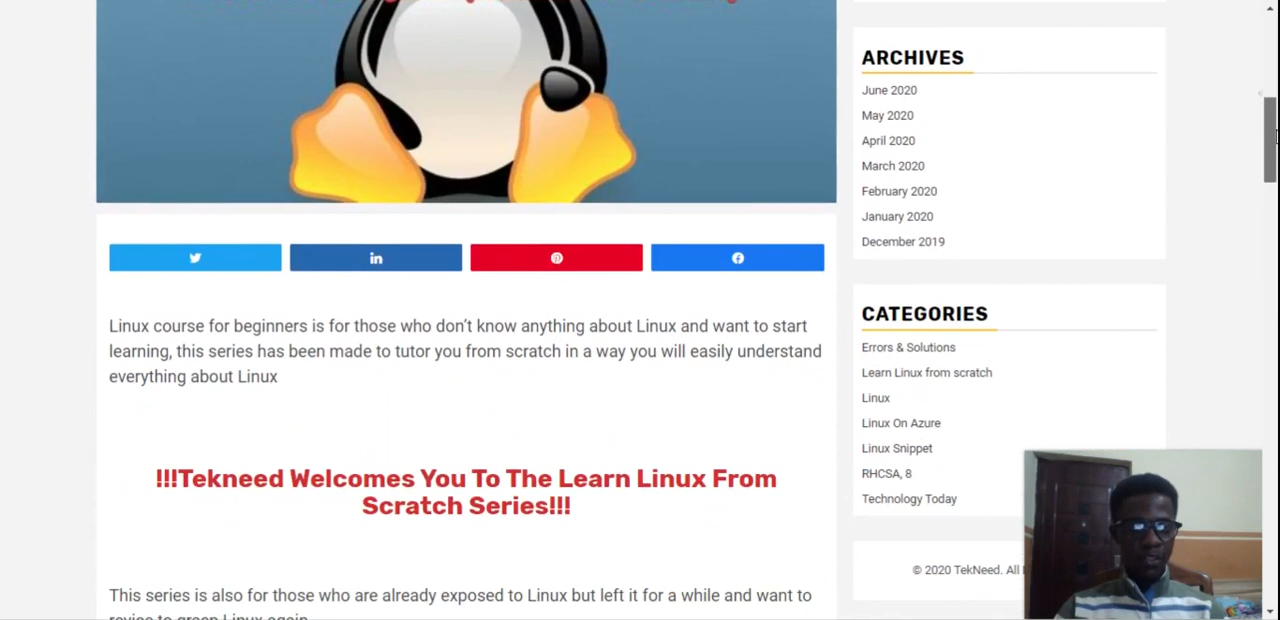 Linux course for beginners is for those who don’t know anything about Linux and want to start
learning, this series has been made to tutor you from scratch in a way you will easily understand
everything about Linux
!!!Tekneed Welcomes You To The Learn Linux From
Scratch Series!!!
This series is also for those who are already exposed to Linux but left it for a while and want to
ARCHIVES
June 2020
May 2020
April 2020
March 2020
February 2020
January 2020
December 2019
CATEGORIES
Errors & Solutions
Learn Linux from scratch
Linux
Linux On Azure
Linux Snippet
RHCSA, 8
Technology Today
© 2020 TekNeed. All